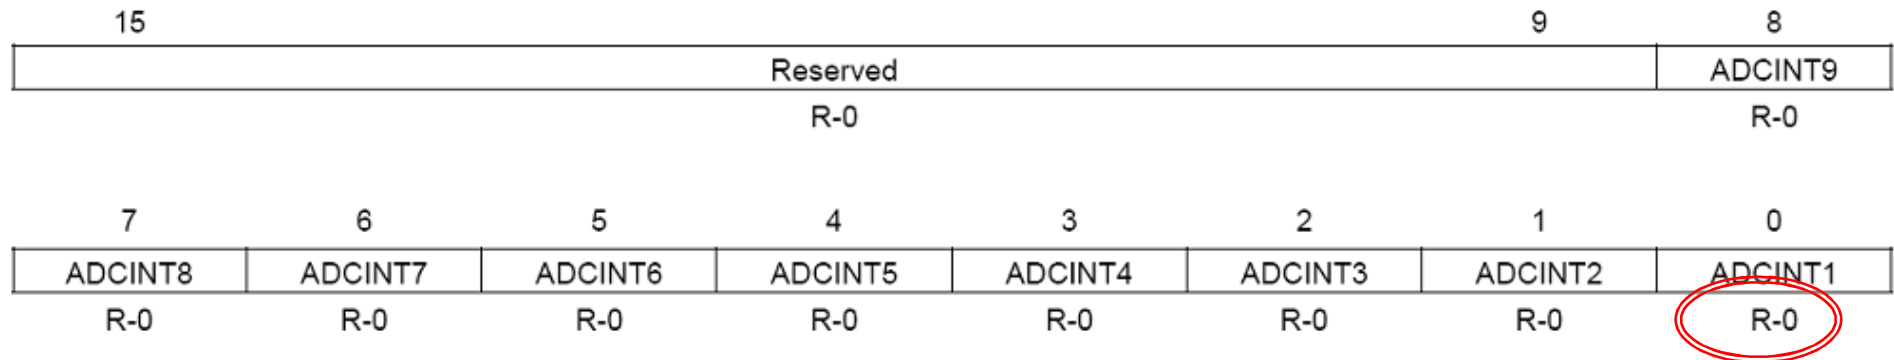 15 9 8
Reserved ADCINT9
R-0 R-0
7 6 5 4 3 2 1 0
ADCINT8 ADCINT7 ADCINT6 ADCINT5 ADCINT4 ADCINT3 ADCINT2 ADCINT1
R-0 R-0 R-0 R-0 R-0 R-0 R-0 R-0